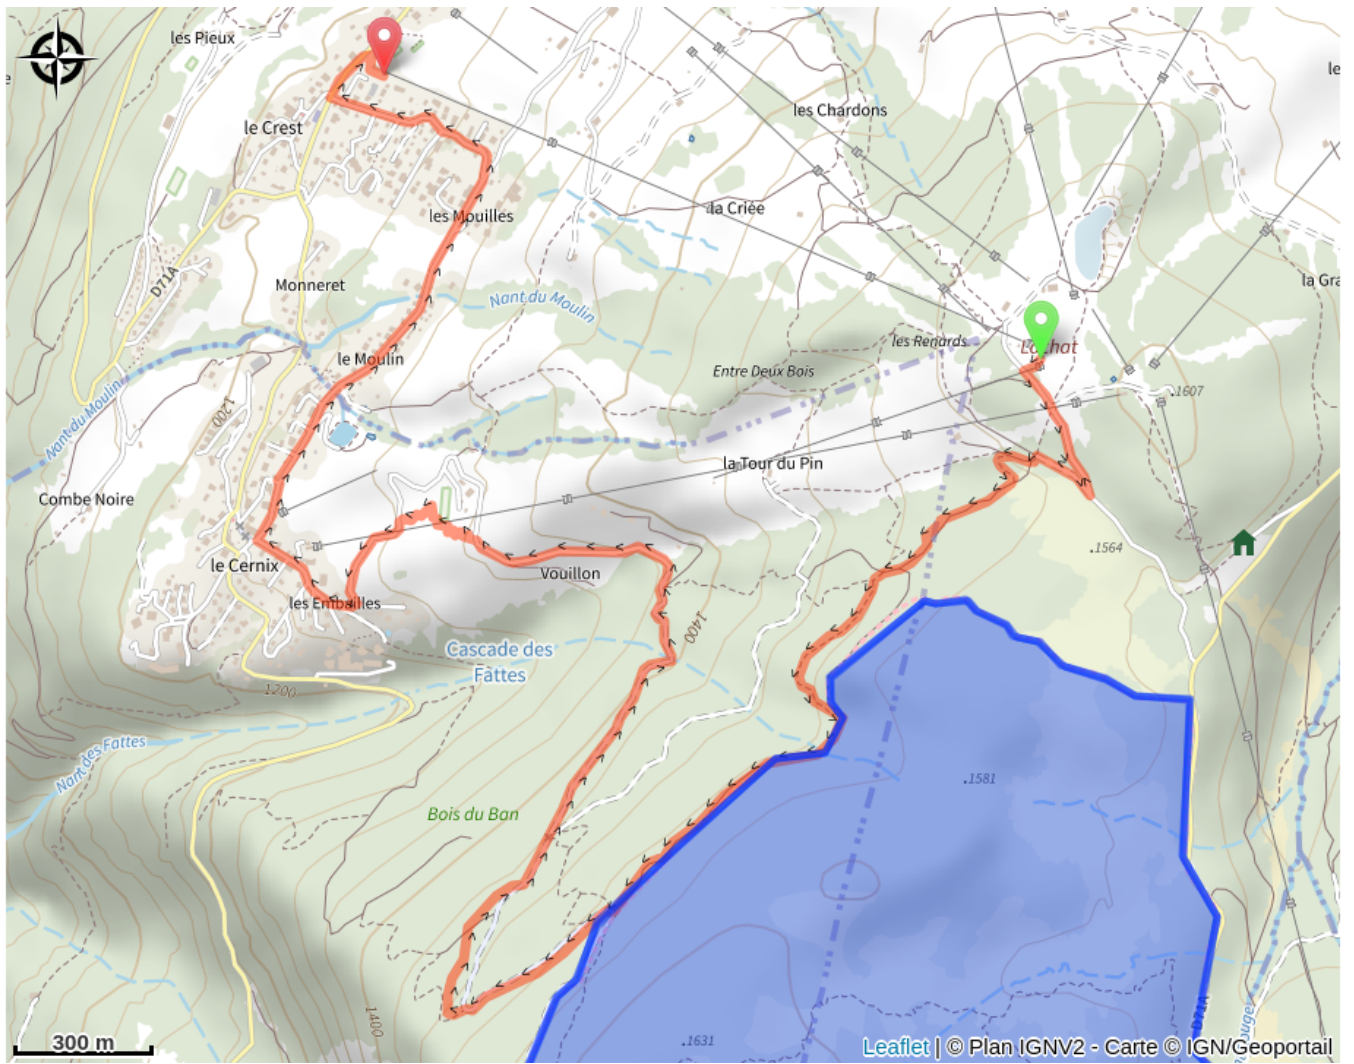 les Pieux
le Crest
les Chardons
la Criée
les Mouilles
D71A
Monneret
Nant du Moulin
la Gra
les Renards
Lachat
le Moulin
Entre Deux Bois
.1607
1200
Nant du Moulin
la Tour du Pin
Combe Noire
.1564
le Cernix
Vouillon
les Embailles
1400
Cascade des
Fattes
1200
Nant des Fattes
.1581
Bois du Ban
D71A
1400
.1631
300 m
Leaflet | © Plan IGNV2 - Carte © IGN/Geoportail